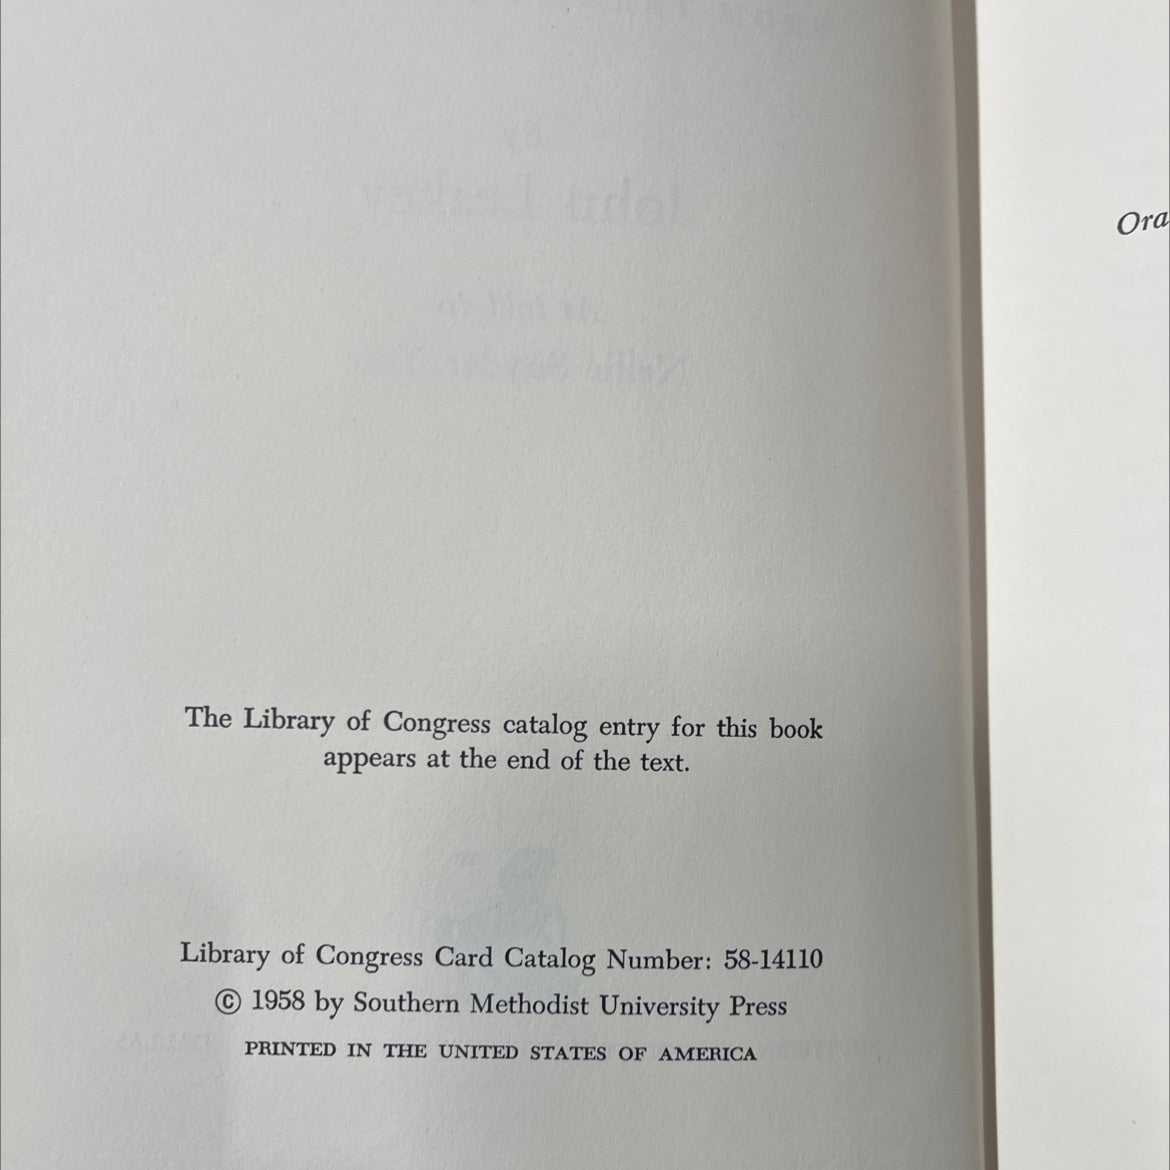 The Library of Congress catalog entry for this book
appears at the end of the text.
Library of Congress Card Catalog Number: 58-14110
© 1958 by Southern Methodist University Press
PRINTED IN THE UNITED STATES OF AMERICA
Ora